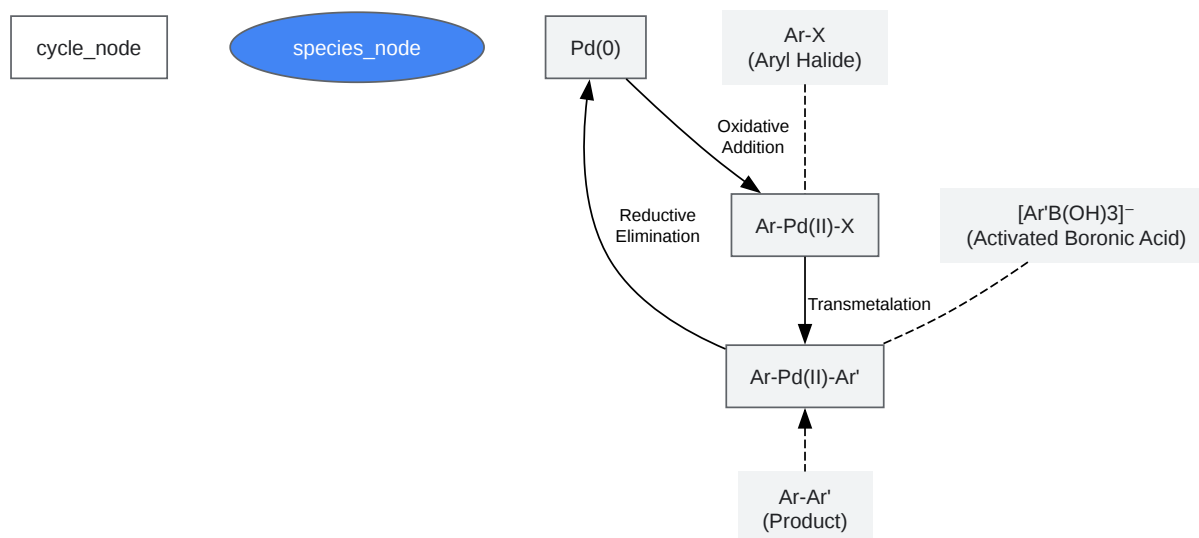 cycle_node
species_node
Pd(0)
Ar-X
(Aryl Halide)
Oxidative
Addition
Reductive
Elimination
Ar-Pd(II)-X
[Ar'B(OH)3]⁻
(Activated Boronic Acid)
Transmetalation
Ar-Pd(II)-Ar'
Ar-Ar'
(Product)